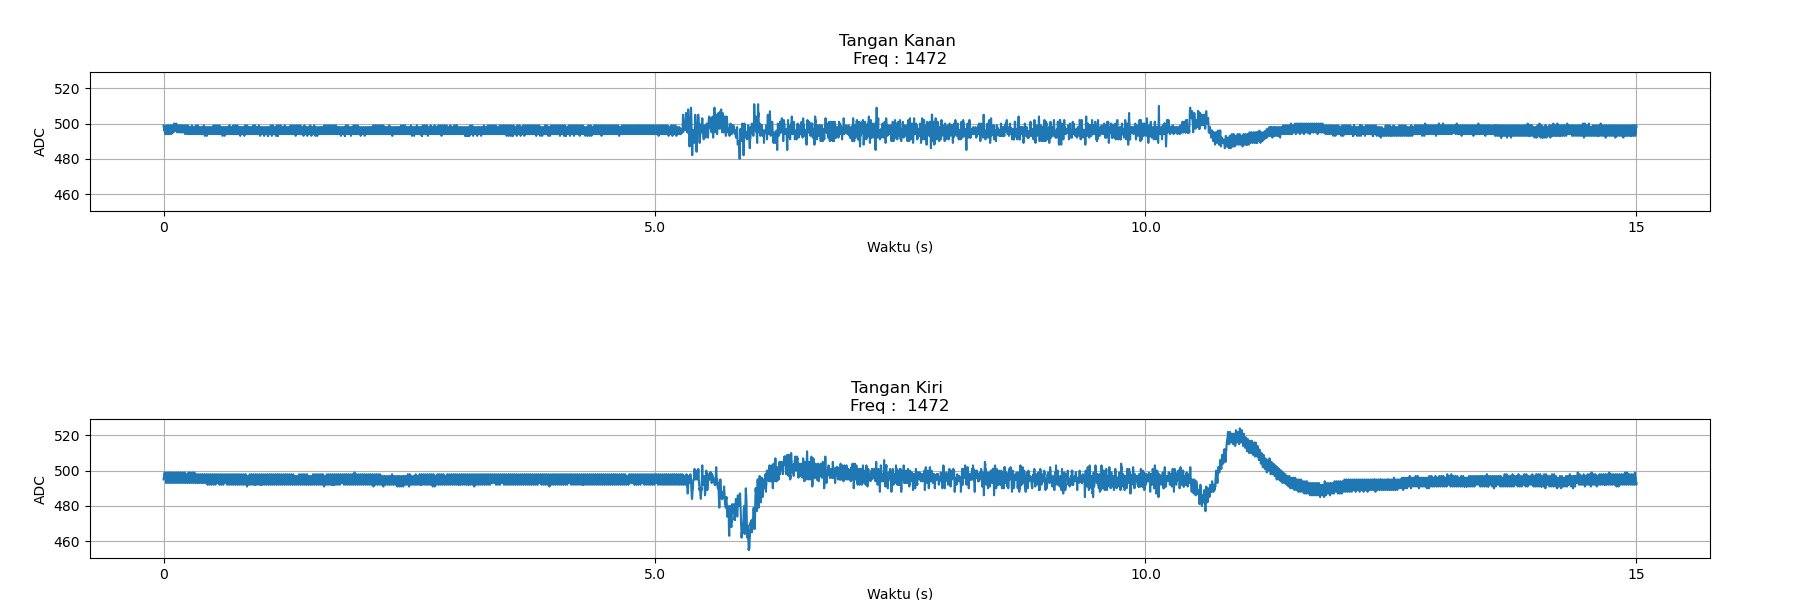 Tangan Kanan
Freq : 1472
520
500
480
460
ADC
0 5.0 10.0 15
Waktu (s)
Tangan Kiri
Freq :  1472
520
500
480
460
ADC
0 5.0 10.0 15
Waktu (s)